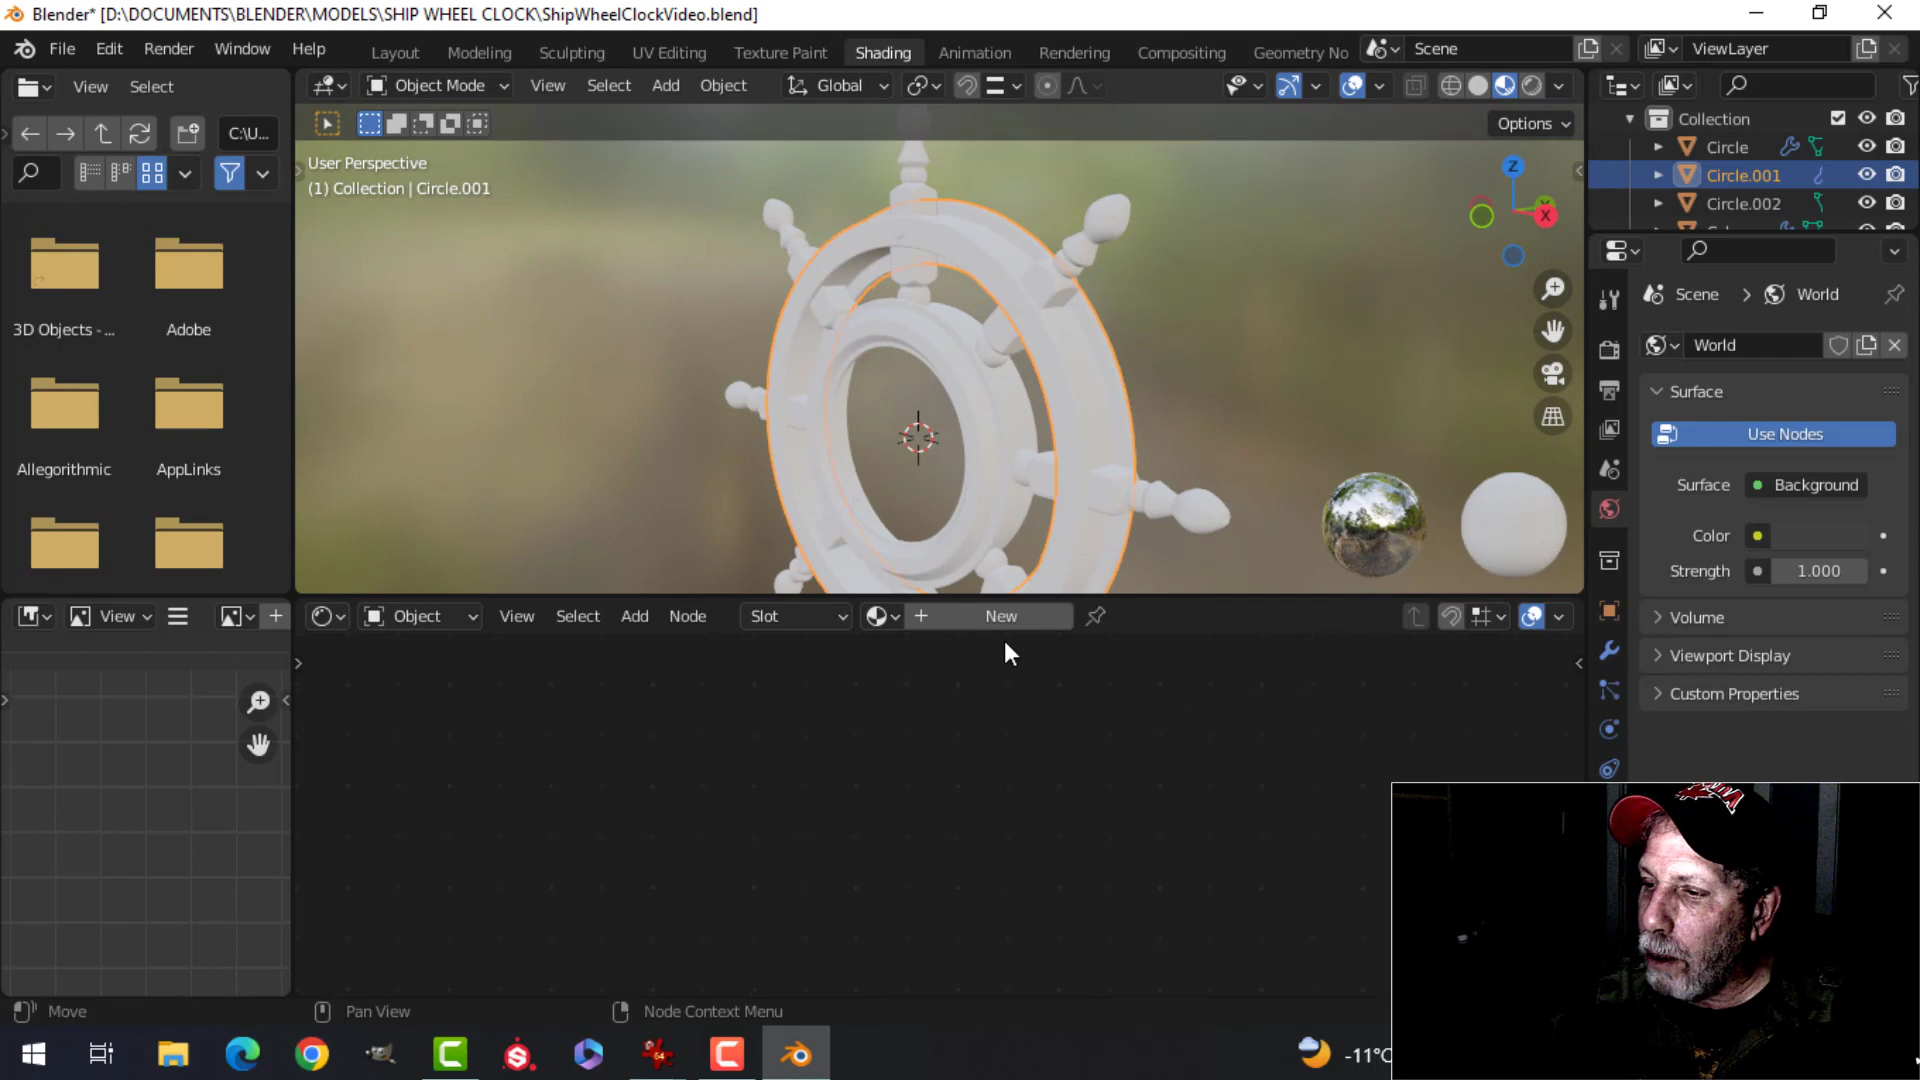 Blender* [D:\DOCUMENTS\BLENDER\MODELS\SHIP WHEEL CLOCK\ShipWheelClockVideo.blend]
File Edit Render Window Help Layout Modeling Sculpting UV Editing Texture Paint Shading Animation Rendering Compositing Geometry No Scene ViewLayer
View Select Object Mode View Select Add Object Global
C:\U... Options
User Perspective
(1) Collection | Circle.001
Z
X
Collection
Circle
Circle.001
Circle.002
3D Objects - ... Adobe
Allegorithmic AppLinks
Scene > World
World
Surface
Use Nodes
Surface Background
Color
Strength 1.000
Volume
Viewport Display
Custom Properties
View Object View Select Add Node Slot New
Move Pan View Node Context Menu
-11°C